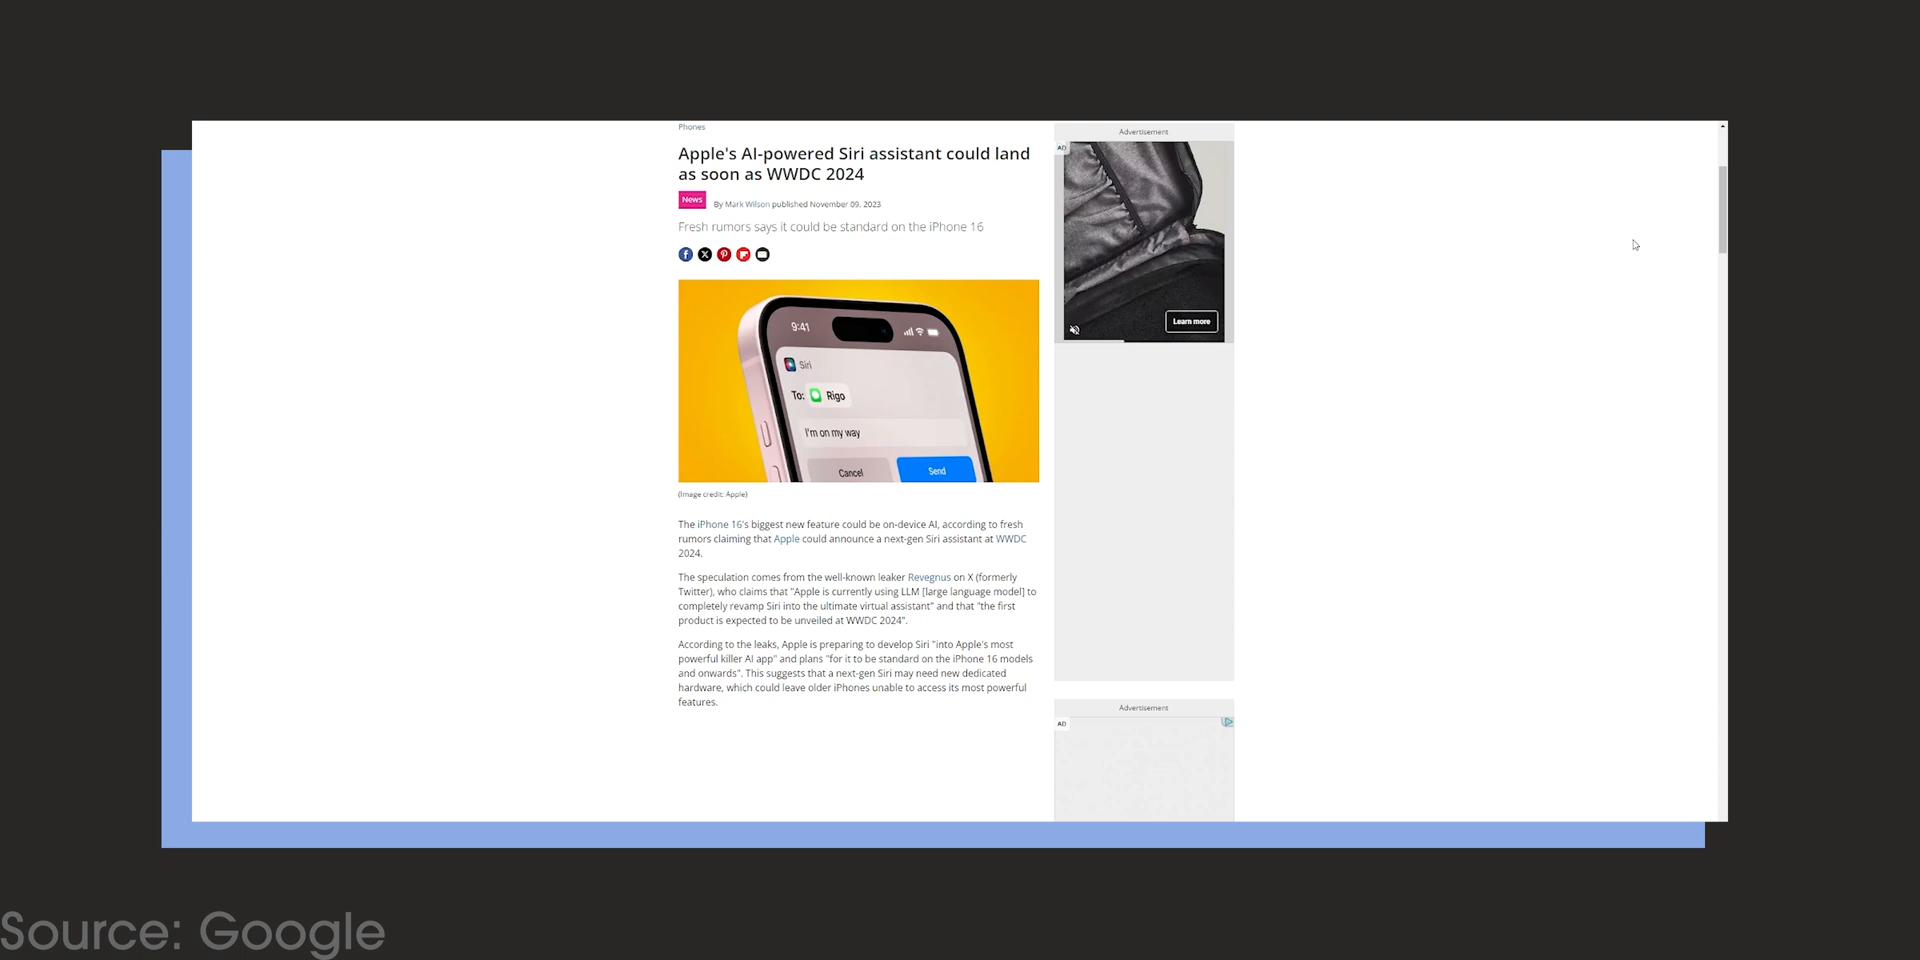 Phones
Apple's AI-powered Siri assistant could land
as soon as WWDC 2024
News
By Mark Wilson published November 09, 2023
Fresh rumors says it could be standard on the iPhone 16
9:41
Siri
To: Rigo
I'm on my way
Cancel
Send
(Image credit: Apple)
The iPhone 16's biggest new feature could be on-device AI, according to fresh
rumors claiming that Apple could announce a next-gen Siri assistant at WWDC
2024.
The speculation comes from the well-known leaker Revegnus on X (formerly
Twitter), who claims that "Apple is currently using LLM [large language model] to
completely revamp Siri into the ultimate virtual assistant" and that "the first
product is expected to be unveiled at WWDC 2024".
According to the leaks, Apple is preparing to develop Siri "into Apple's most
powerful killer AI app" and plans "for it to be standard on the iPhone 16 models
and onwards". This suggests that a next-gen Siri may need new dedicated
hardware, which could leave older iPhones unable to access its most powerful
features.
Advertisement
AD
Learn more
Advertisement
AD
Source: Google